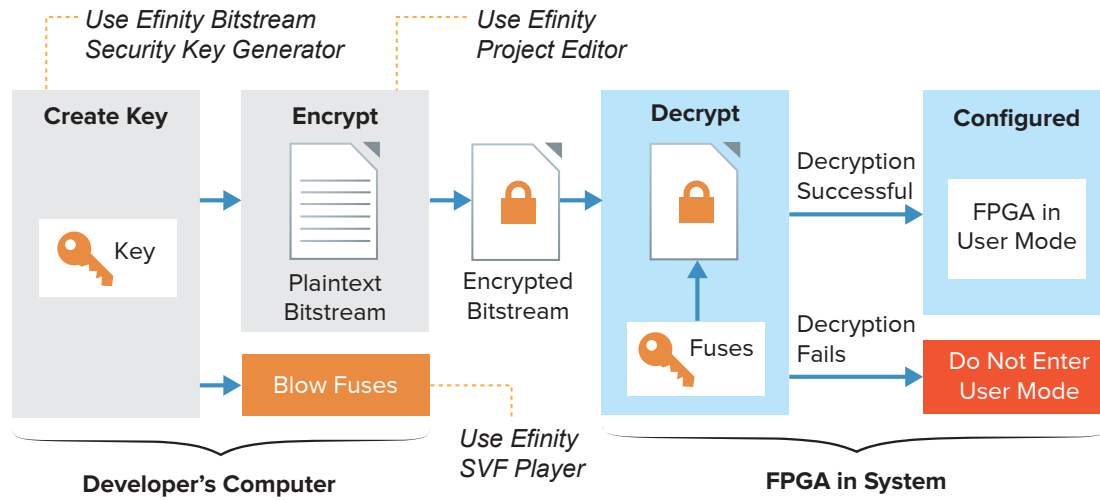 Use Efinity Bitstream
Security Key Generator
Use Efinity
Project Editor
Create Key
Key
Encrypt
Plaintext
Bitstream
Encrypted
Bitstream
Blow Fuses
Use Efinity
SVF Player
Developer's Computer
Decrypt
Fuses
Decryption
Successful
Decryption
Fails
Configured
FPGA in
User Mode
Do Not Enter
User Mode
FPGA in System